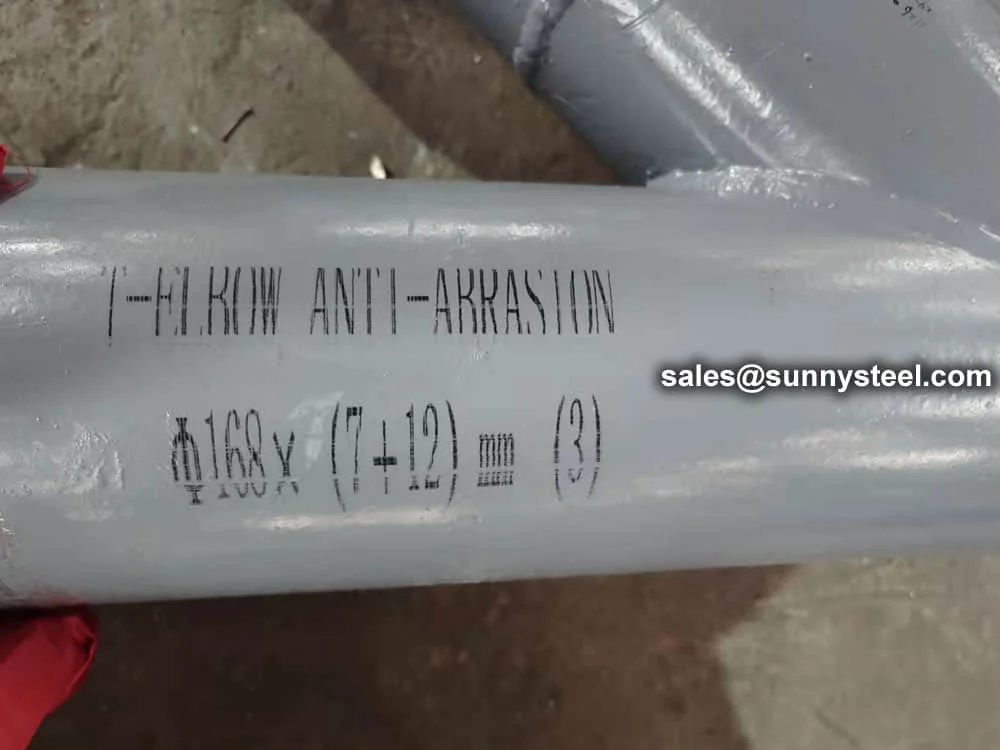 T-ELBOW ANTI-ABRASION
sales@sunnysteel.com
Φ168x (7+12) mm (3)